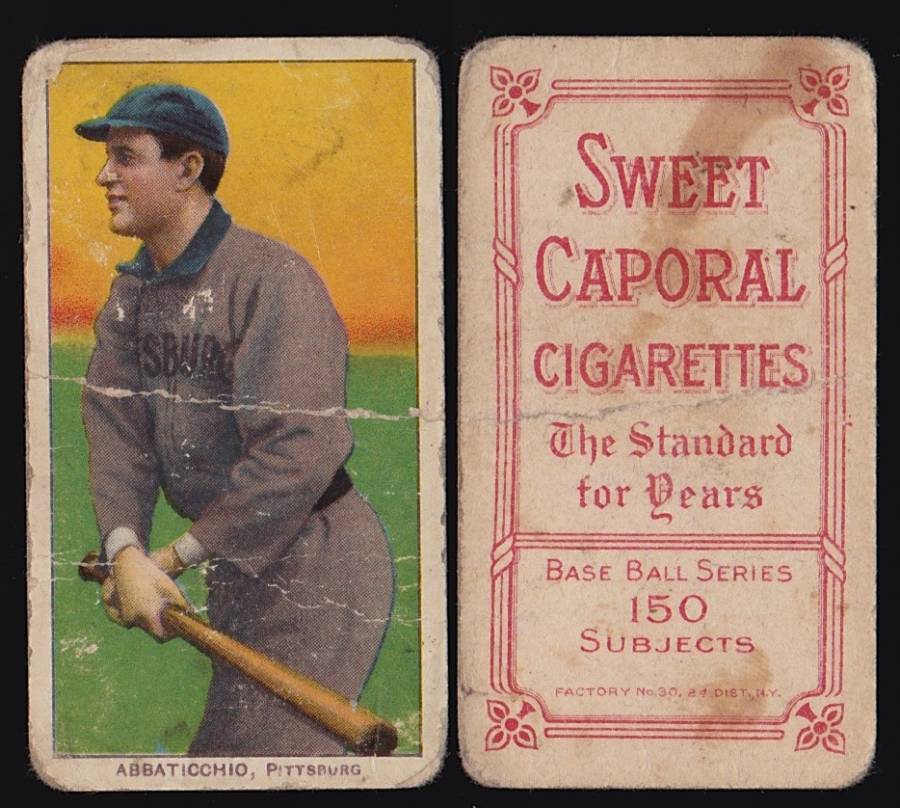 SBURG
ABBATICCHIO, PITTSBURG
SWEET
CAPORAL
CIGARETTES
The Standard
for Years
BASE BALL SERIES
150
SUBJECTS
FACTORY No. 30, 2d DIST. N.Y.